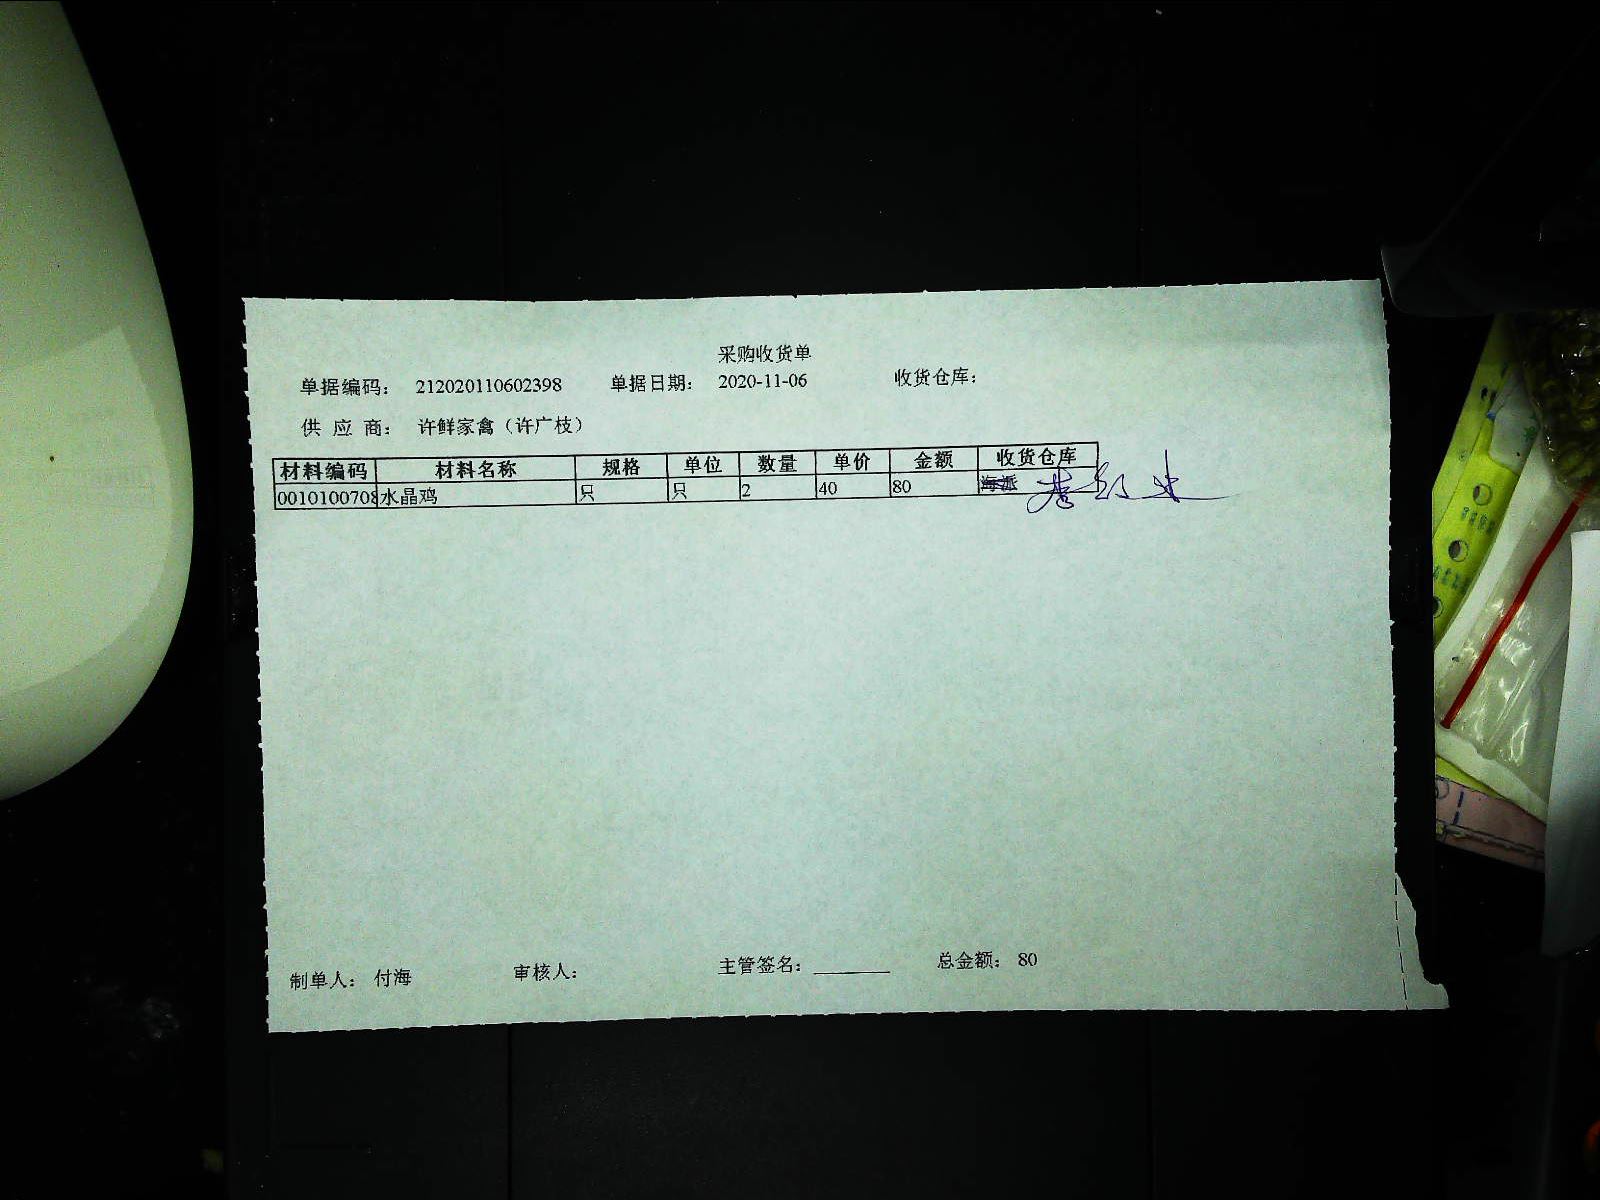 采购收货单
单据编码： 212020110602398 单据日期： 2020-11-06 收货仓库：
供 应 商： 许鲜家禽（许广枝）
材料编码 材料名称 规格 单位 数量 单价 金额 收货仓库
0010100708 水晶鸡 只 只 2 40 80 海派
制单人： 付海 审核人： 主管签名： 总金额： 80